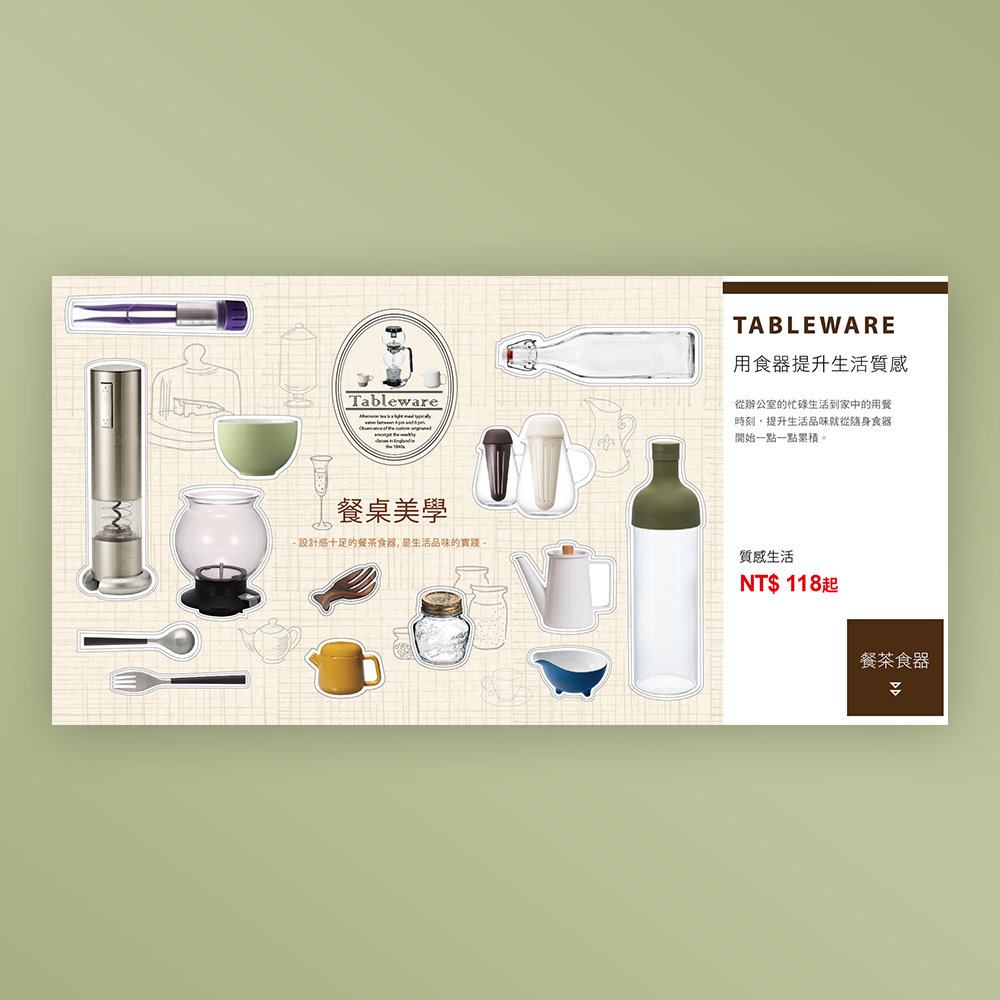 Tableware
Afternoon tea is a light meal typically
eaten between 4 pm and 6 pm.
Observance of the custom originated
amongst the wealthy
classes in England in
the 1840s.
餐桌美學
- 設計感十足的餐茶食器, 是生活品味的實踐 -
TABLEWARE
用食器提升生活質感
從辦公室的忙碌生活到家中的用餐
時刻，提升生活品味就從隨身食器
開始一點一點累積。
質感生活
NT$ 118起
餐茶食器